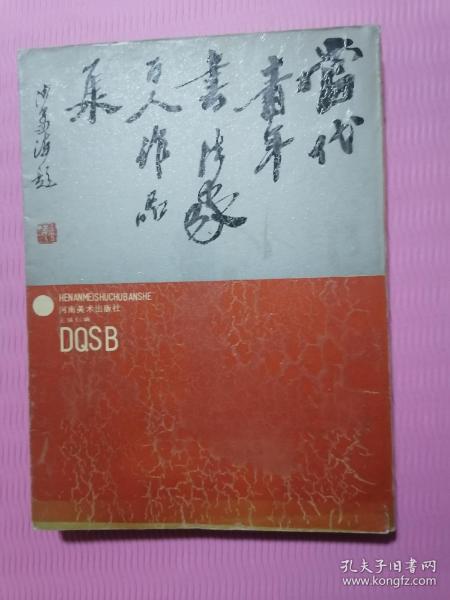 當代
青年
書法家
百人作品
集
沙孟海題
HENANMEISHUCHUBANSHE
河南美术出版社
DQSB
孔夫子旧书网
www.kongfz.com